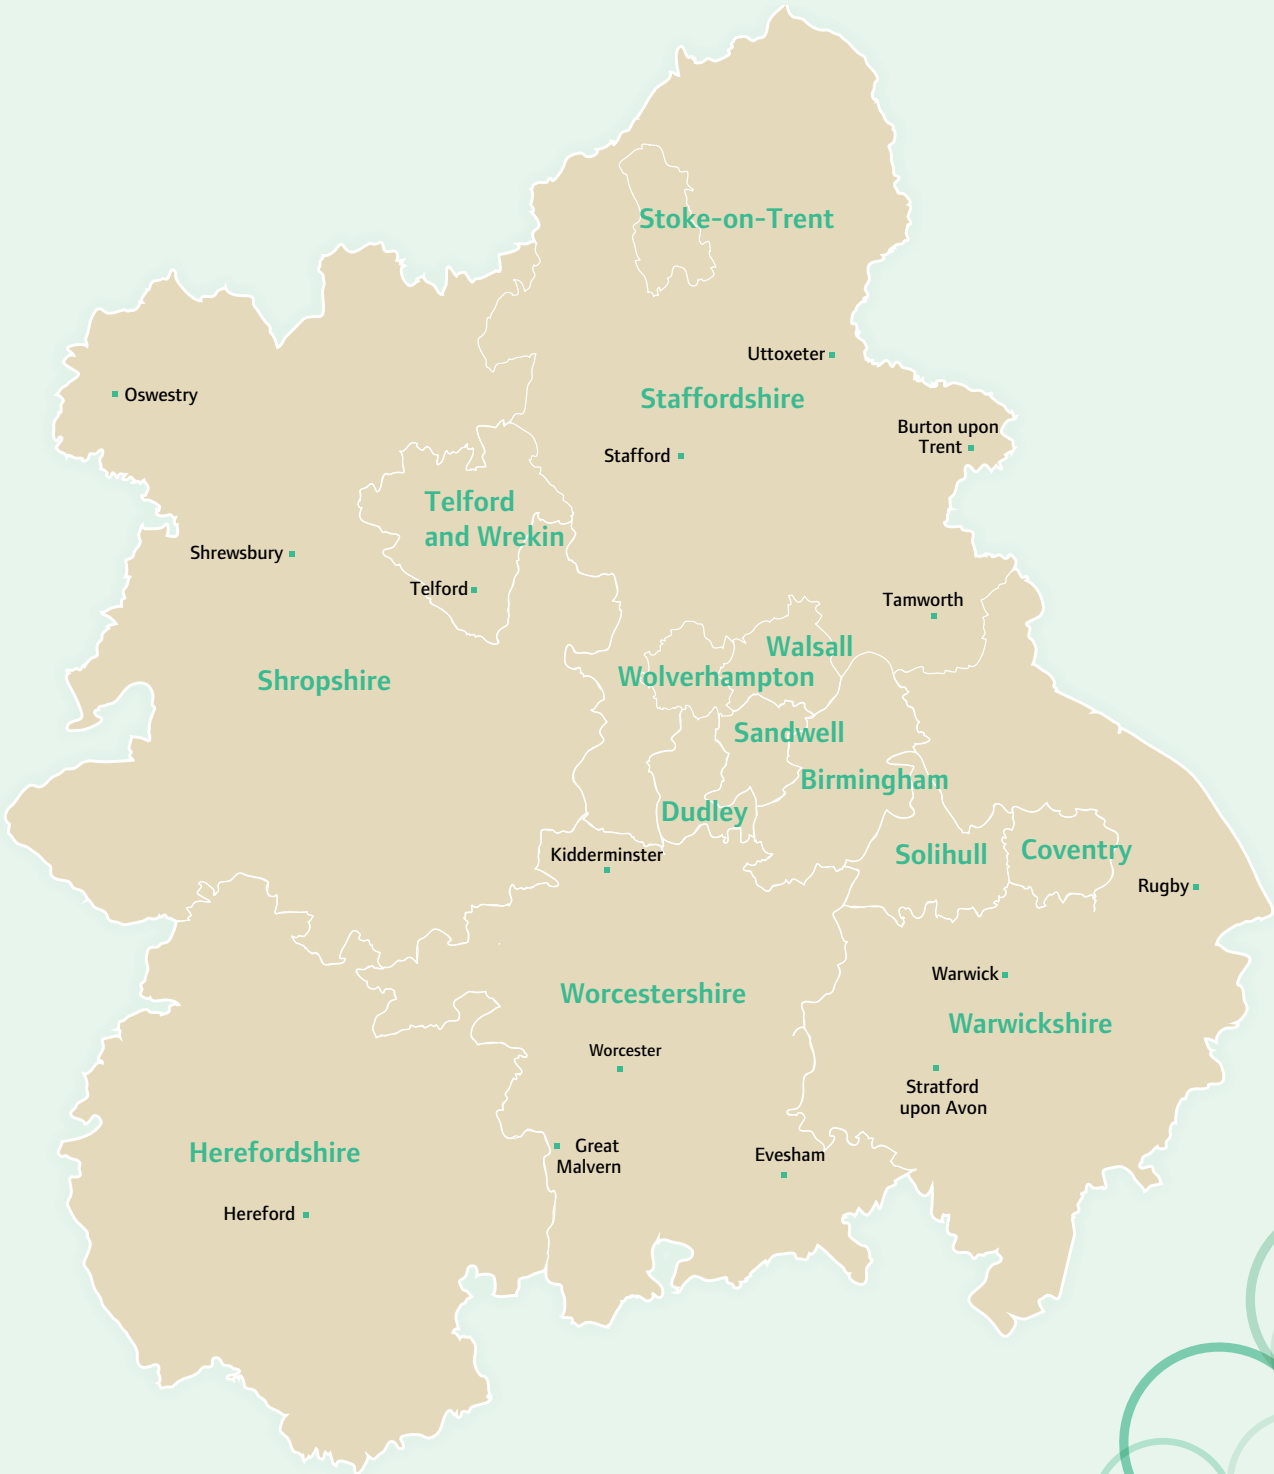 Stoke-on-Trent
Uttoxeter
Oswestry
Staffordshire
Burton upon
Trent
Stafford
Telford
and Wrekin
Shrewsbury
Telford
Tamworth
Walsall
Wolverhampton
Shropshire
Sandwell
Birmingham
Dudley
Kidderminster
Solihull
Coventry
Rugby
Warwick
Worcestershire
Warwickshire
Worcester
Stratford
upon Avon
Herefordshire
Great
Malvern
Evesham
Hereford